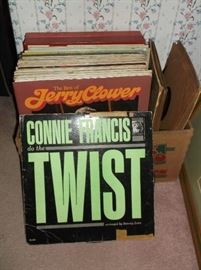 The Best of
Jerry Clower
CONNIE FRANCIS
do the
TWIST